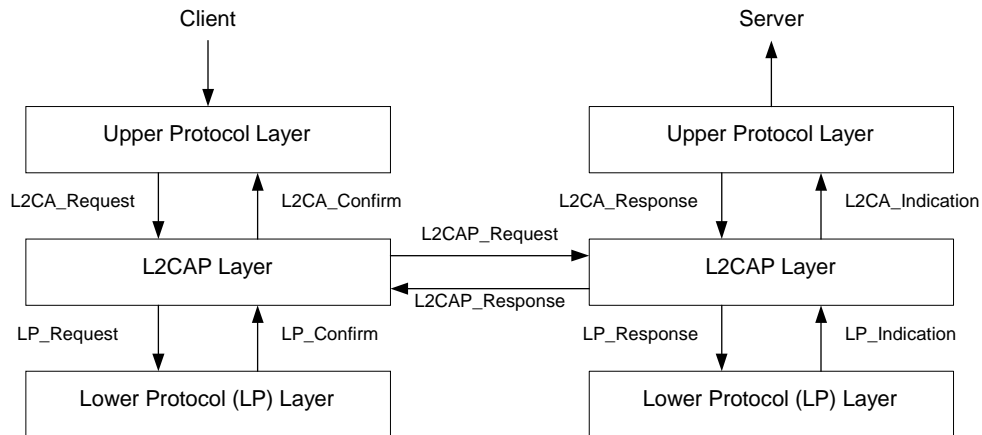 Client
Server
Upper Protocol Layer
Upper Protocol Layer
L2CA_Request
L2CA_Confirm
L2CA_Response
L2CA_Indication
L2CAP_Request
L2CAP Layer
L2CAP Layer
L2CAP_Response
LP_Request
LP_Confirm
LP_Response
LP_Indication
Lower Protocol (LP) Layer
Lower Protocol (LP) Layer